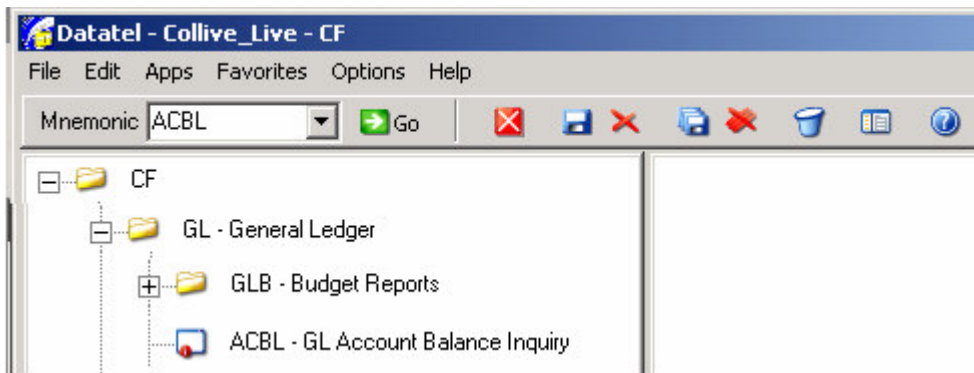 Datatel - Collive_Live - CF
File Edit Apps Favorites Options Help
Mnemonic ACBL Go
CF
GL - General Ledger
GLB - Budget Reports
ACBL - GL Account Balance Inquiry